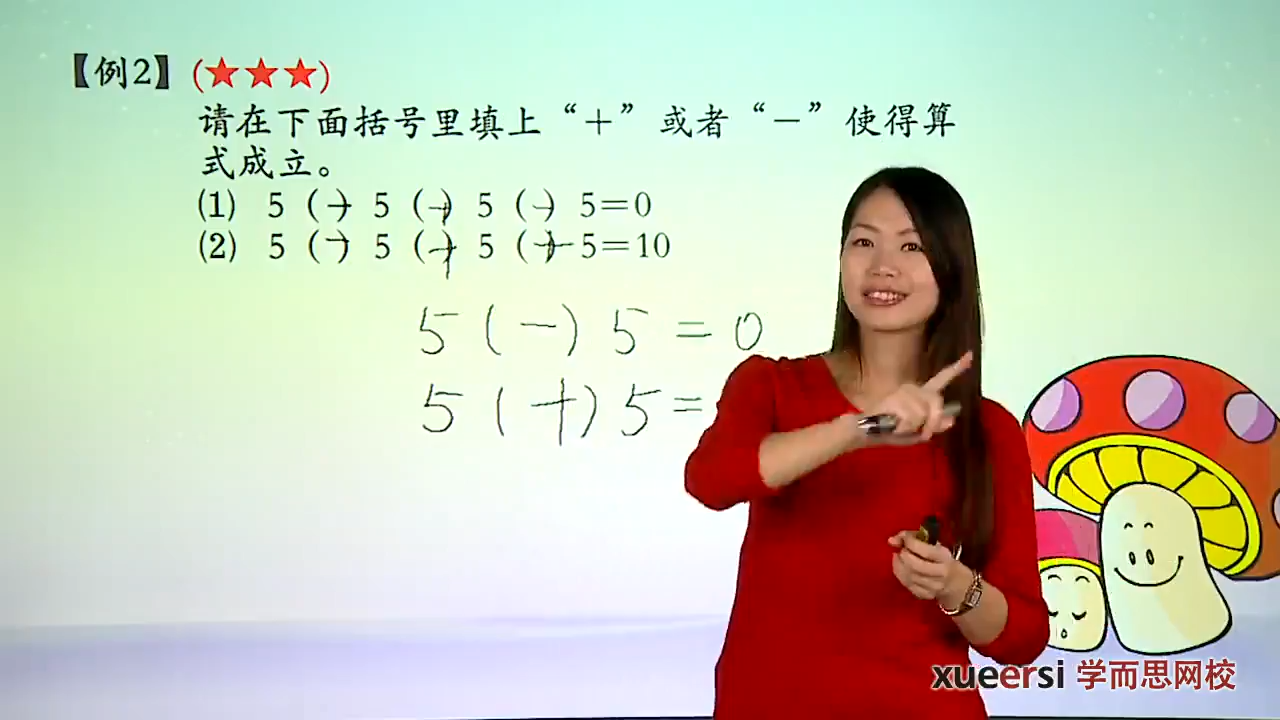 【例2】(★★★)
请在下面括号里填上“＋”或者“－”使得算
式成立。
(1) 5 (－) 5 (＋) 5 (－) 5=0
(2) 5 (－) 5 (＋) 5 (＋) 5=10
5 (－) 5 = 0
5 (＋) 5 =
xueersi 学而思网校